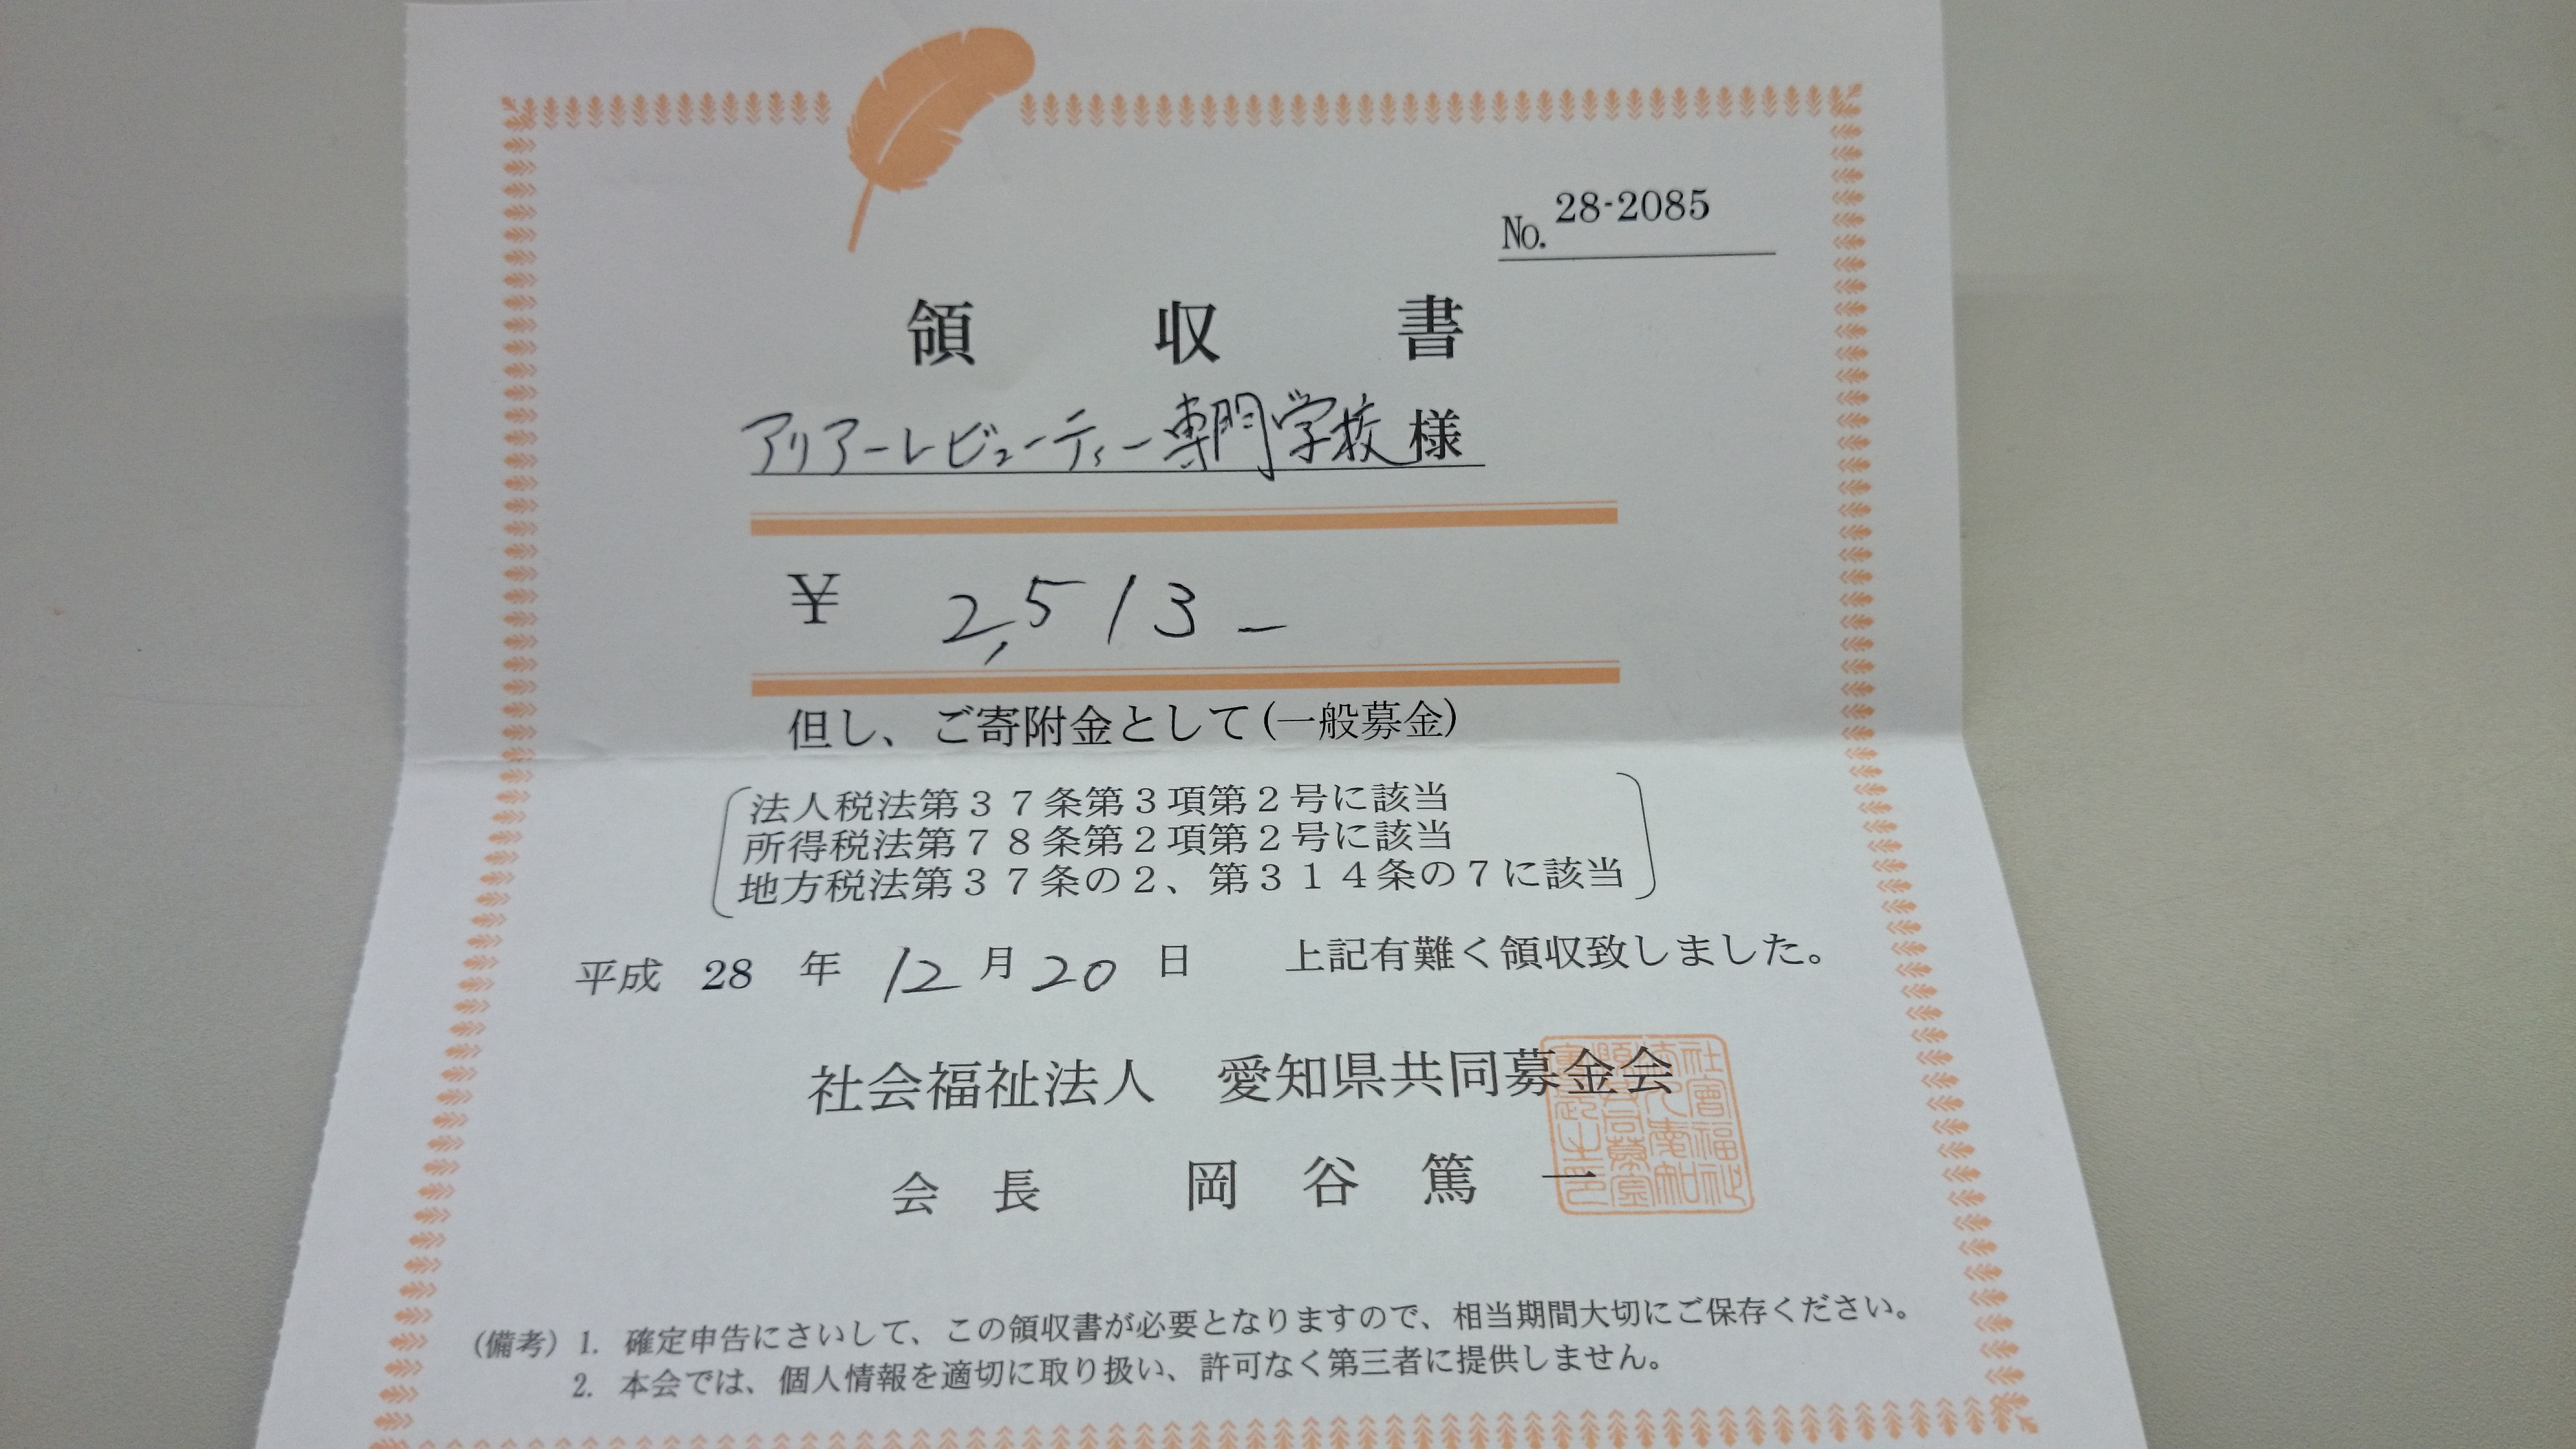 No. 28-2085
領収書
アリアーレビューティー専門学校様
¥ 2,513-
但し、ご寄附金として(一般募金)
法人税法第37条第3項第2号に該当
所得税法第78条第2項第2号に該当
地方税法第37条の2、第314条の7に該当
平成 28 年 12 月 20 日 上記有難く領収致しました。
社会福祉法人 愛知県共同募金会
会長 岡谷篤一
(備考) 1. 確定申告にさいして、この領収書が必要となりますので、相当期間大切にご保存ください。
2. 本会では、個人情報を適切に取り扱い、許可なく第三者に提供しません。